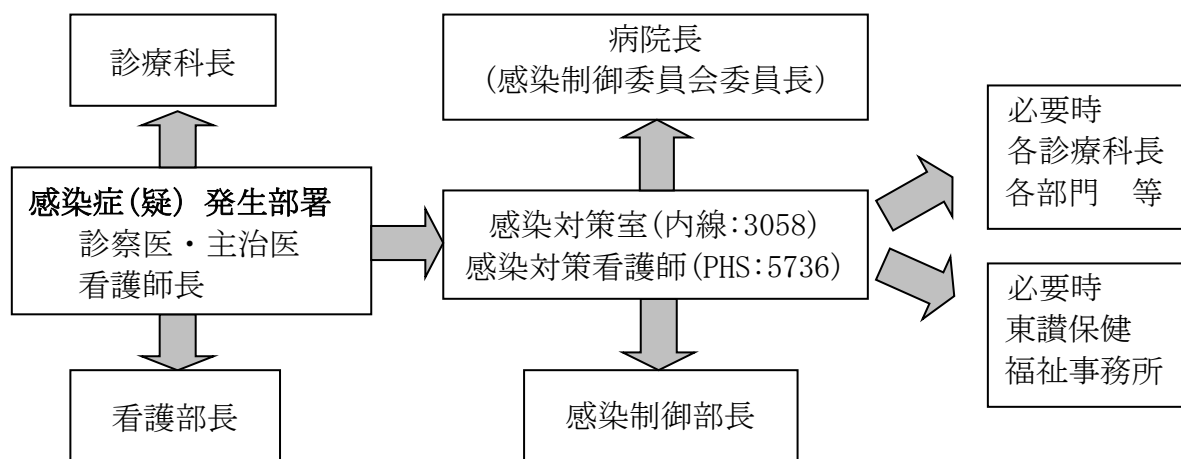 診療科長
病院長
(感染制御委員会委員長)
必要時
各診療科長
各部門　等
感染症(疑) 発生部署
診察医・主治医
看護師長
感染対策室(内線:3058)
感染対策看護師(PHS:5736)
必要時
東讃保健
福祉事務所
看護部長
感染制御部長